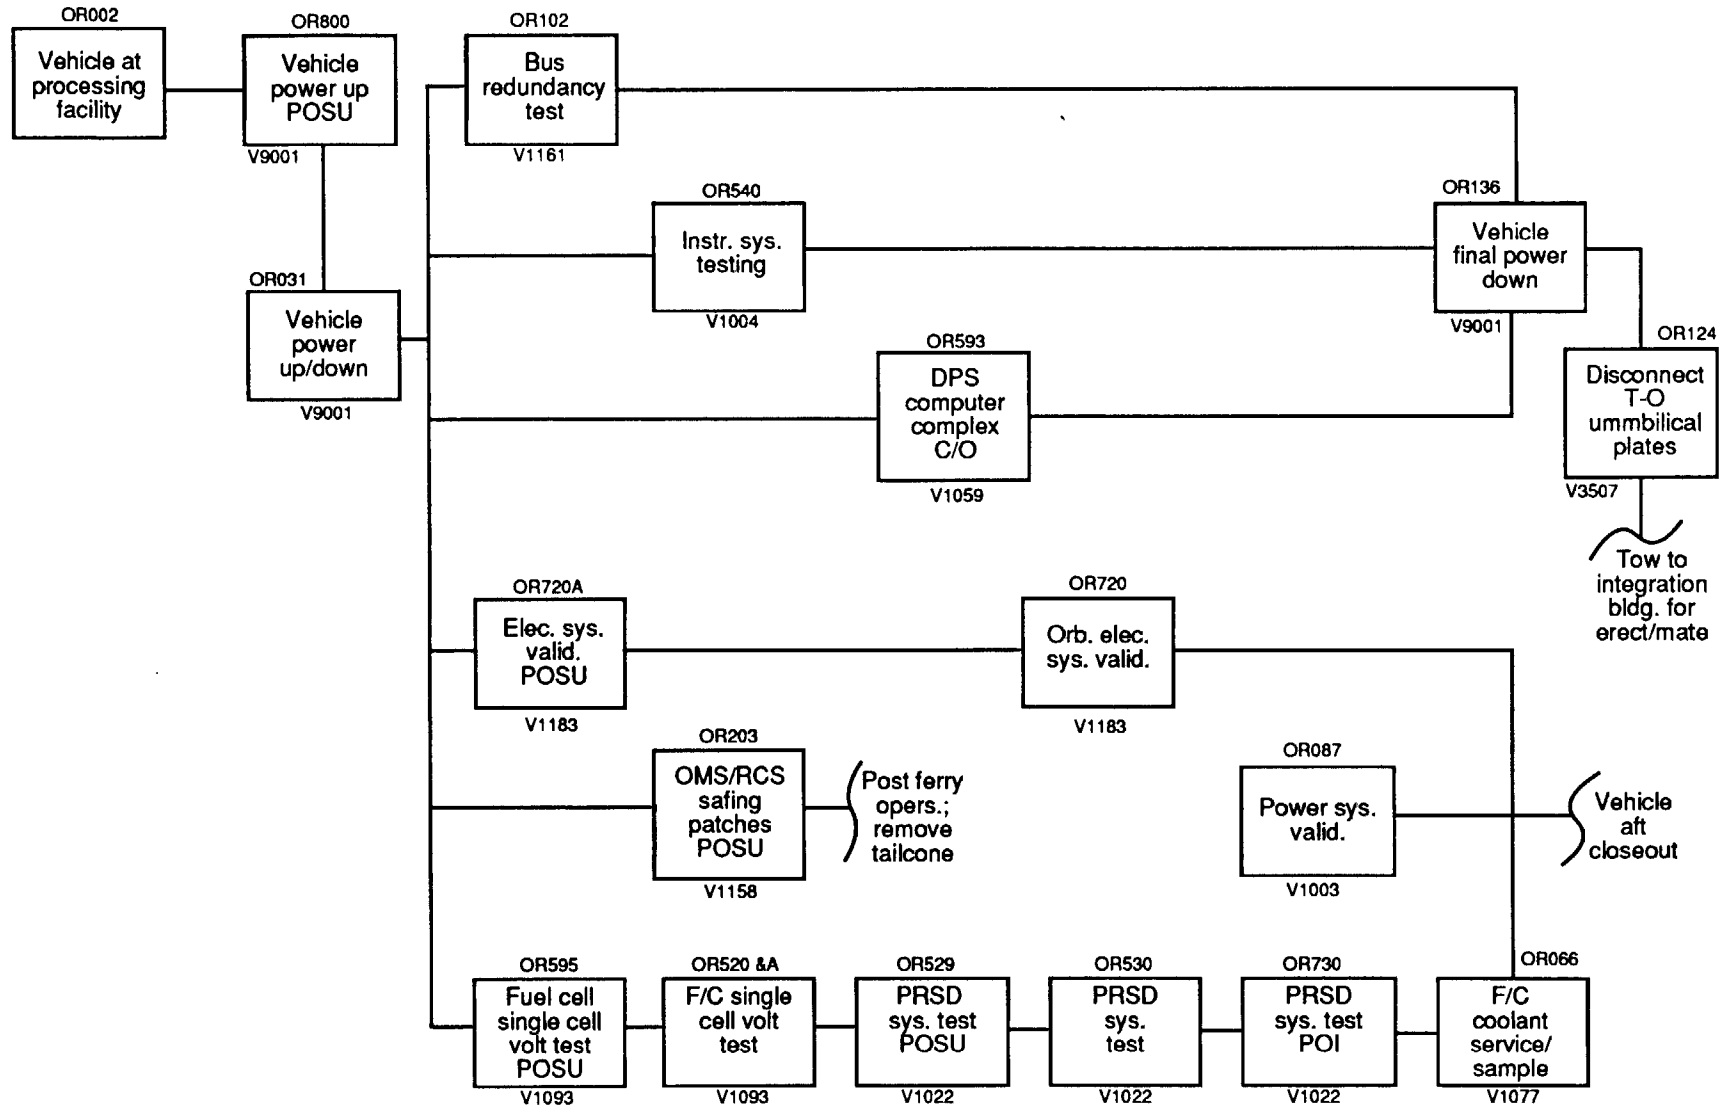 OR002
Vehicle at
processing
facility
OR800
Vehicle
power up
POSU
V9001
OR031
Vehicle
power
up/down
V9001
OR102
Bus
redundancy
test
V1161
OR540
Instr. sys.
testing
V1004
OR593
DPS
computer
complex
C/O
V1059
OR136
Vehicle
final power
down
V9001
OR124
Disconnect
T-O
ummbilical
plates
V3507
Tow to
integration
bldg. for
erect/mate
OR720A
Elec. sys.
valid.
POSU
V1183
OR720
Orb. elec.
sys. valid.
V1183
OR203
OMS/RCS
safing
patches
POSU
V1158
Post ferry
opers.;
remove
tailcone
OR087
Power sys.
valid.
V1003
Vehicle
aft
closeout
OR595
Fuel cell
single cell
volt test
POSU
V1093
OR520 &A
F/C single
cell volt
test
V1093
OR529
PRSD
sys. test
POSU
V1022
OR530
PRSD
sys.
test
V1022
OR730
PRSD
sys. test
POI
V1022
OR066
F/C
coolant
service/
sample
V1077